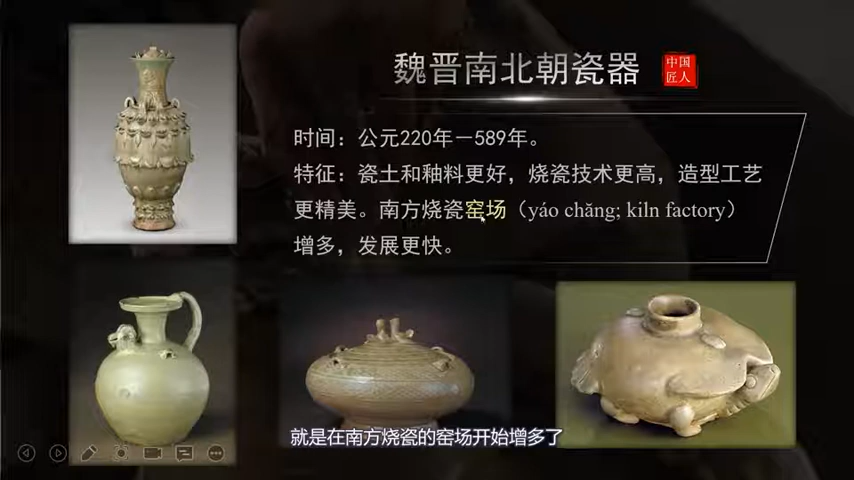 魏晋南北朝瓷器
中国
匠人
时间：公元220年－589年。
特征：瓷土和釉料更好，烧瓷技术更高，造型工艺
更精美。南方烧瓷窑场（yáo chǎng; kiln factory）
增多，发展更快。
就是在南方烧瓷的窑场开始增多了